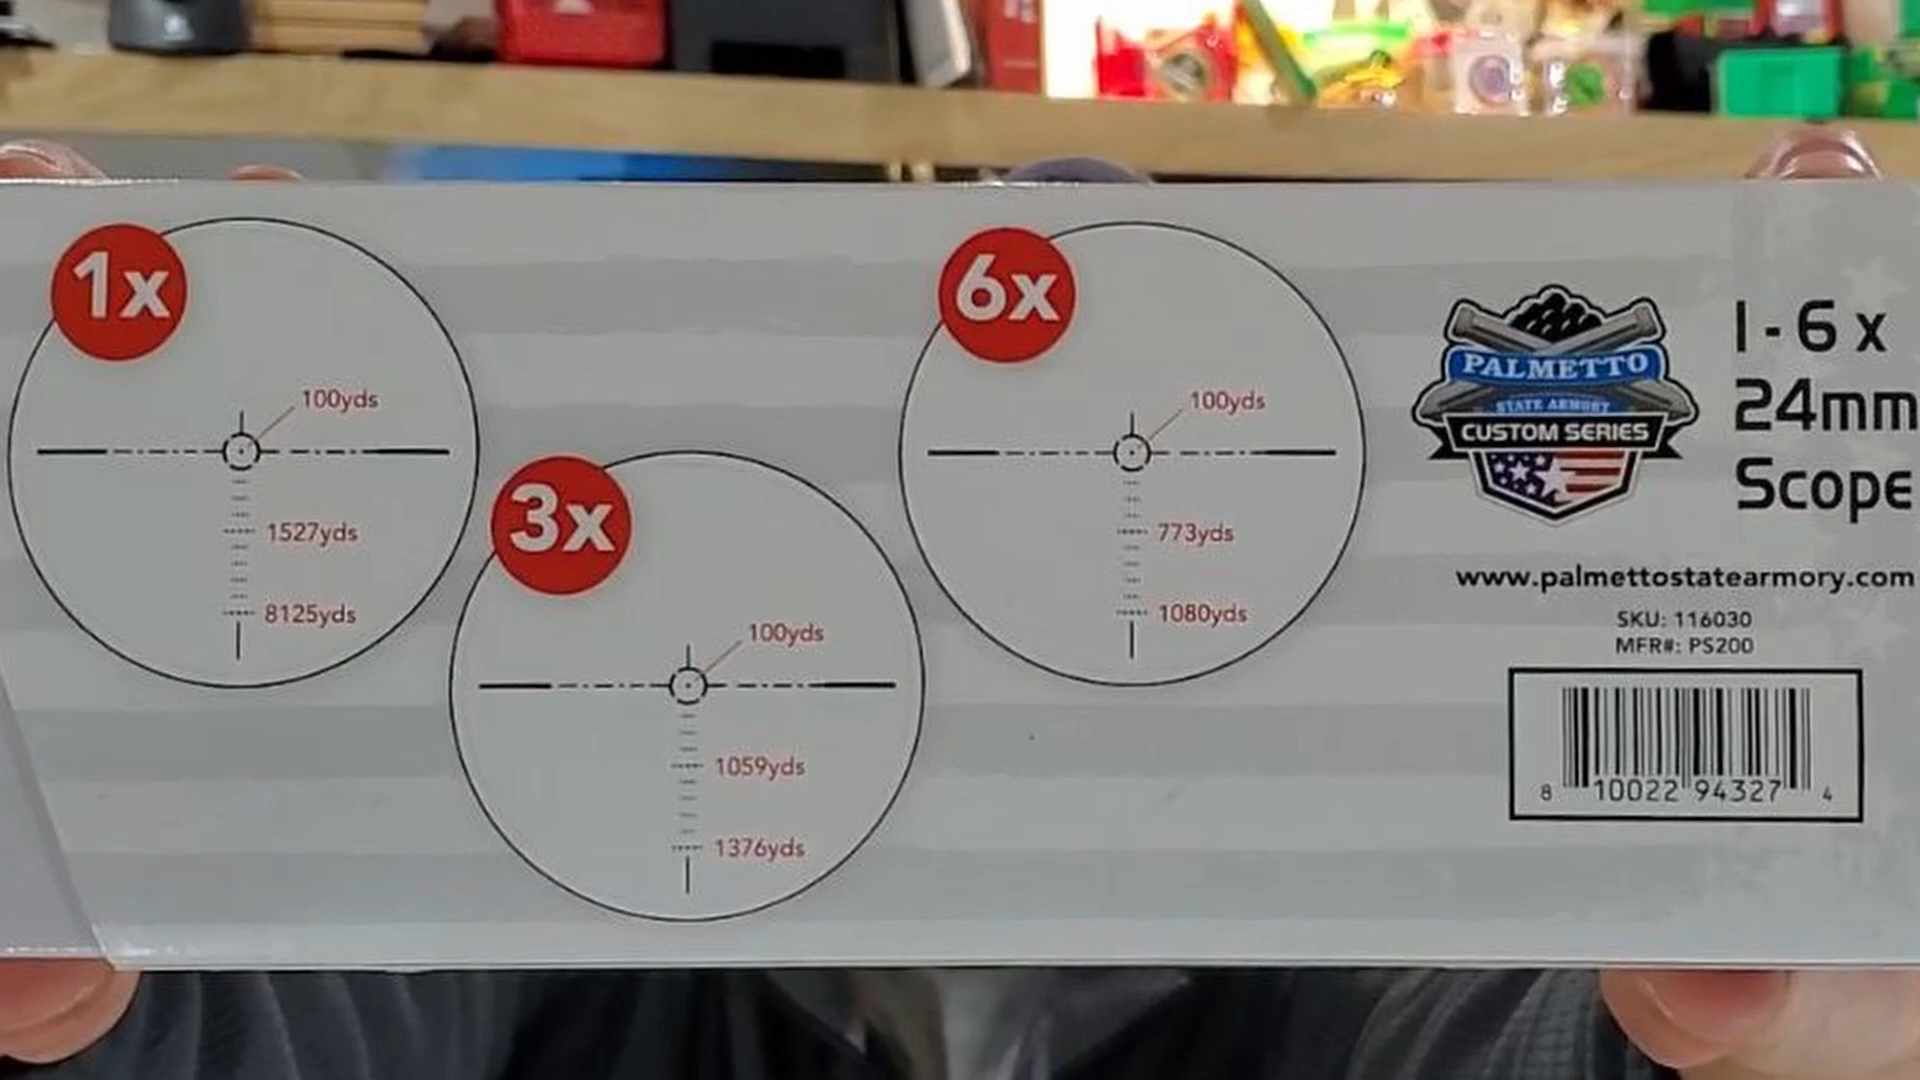 1x
100yds
1527yds
8125yds
3x
100yds
1059yds
1376yds
6x
100yds
773yds
1080yds
PALMETTO
STATE ARMORY
CUSTOM SERIES
1-6 x
24mm
Scope
www.palmettostatearmory.com
SKU: 116030
MFR#: PS200
8 10022 94327 4